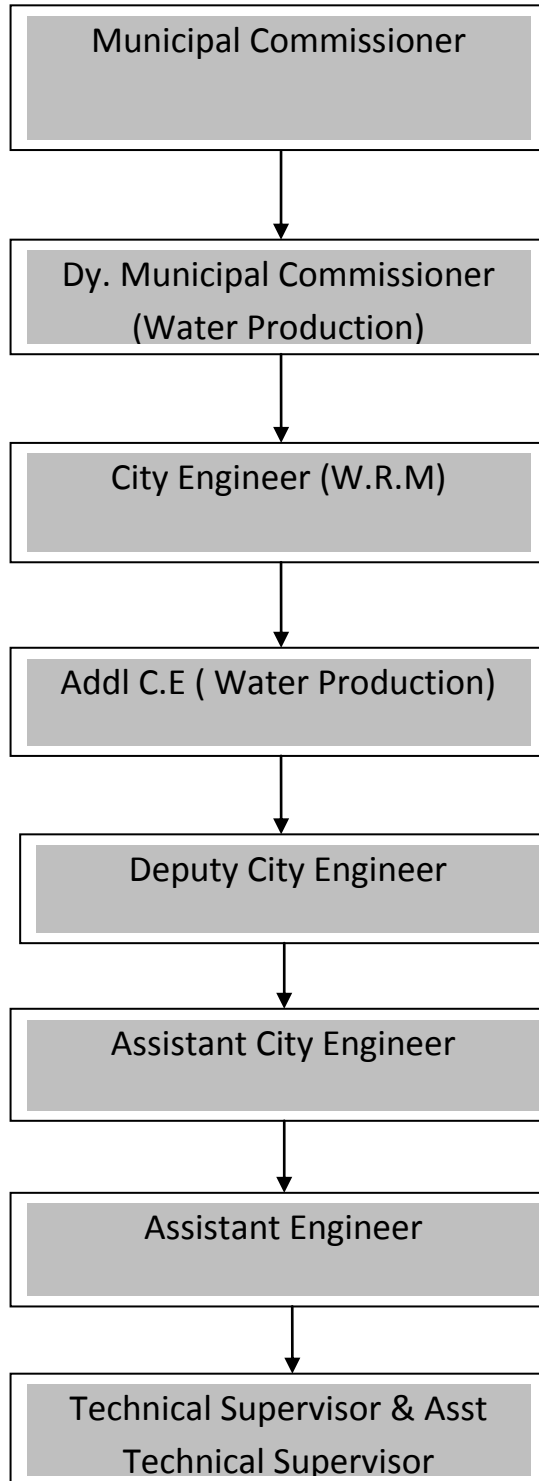 Municipal Commissioner
Dy. Municipal Commissioner
(Water Production)
City Engineer (W.R.M)
Addl C.E ( Water Production)
Deputy City Engineer
Assistant City Engineer
Assistant Engineer
Technical Supervisor & Asst
Technical Supervisor